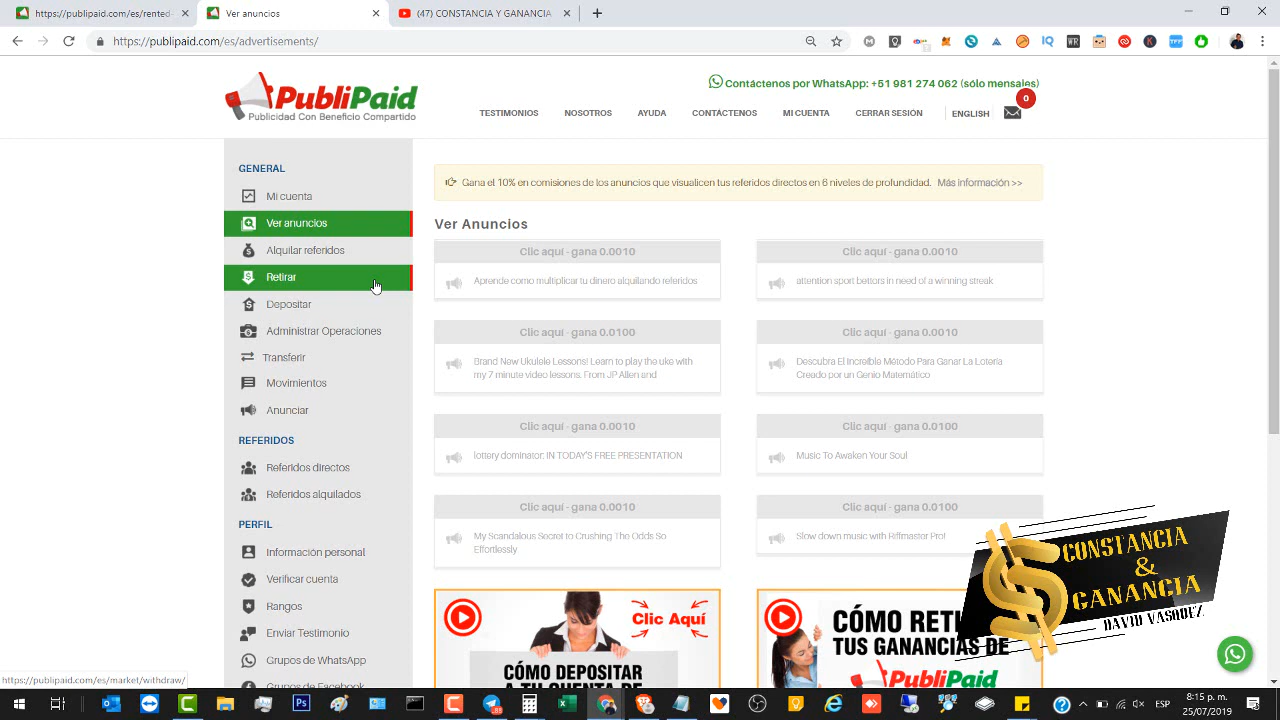 https://publipaid.com/es/rented-
Ver anuncios
(47) CONSTANCIA Y GANANCIA
https://publipaid.com/es/advertisements/
PubliPaid
Publicidad Con Beneficio Compartido
Contáctenos por WhatsApp: +51 981 274 062 (sólo mensajes)
0
TESTIMONIOS NOSOTROS AYUDA CONTÁCTENOS MI CUENTA CERRAR SESIÓN ENGLISH
GENERAL
Mi cuenta
Ver anuncios
Alquilar referidos
Retirar
Depositar
Administrar Operaciones
Transferir
Movimientos
Anunciar
REFERIDOS
Referidos directos
Referidos alquilados
PERFIL
Información personal
Verificar cuenta
Rangos
Enviar Testimonio
Grupos de WhatsApp
Grupos de Facebook
Gana el 10% en comisiones de los anuncios que visualicen tus referidos directos en 6 niveles de profundidad. Más información >>
Ver Anuncios
Clic aquí - gana 0.0010
Aprende como multiplicar tu dinero alquilando referidos
Clic aquí - gana 0.0010
attention sport bettors in need of a winning streak
Clic aquí - gana 0.0100
Brand New Ukulele Lessons! Learn to play the uke with
my 7 minute video lessons. From JP Allen and
Clic aquí - gana 0.0010
Descubra El Increíble Método Para Ganar La Lotería
Creado por un Genio Matemático
Clic aquí - gana 0.0010
lottery dominator: IN TODAY'S FREE PRESENTATION
Clic aquí - gana 0.0100
Music To Awaken Your Soul
Clic aquí - gana 0.0010
My Scandalous Secret to Crushing The Odds So
Effortlessly
Clic aquí - gana 0.0100
Slow down music with Riffmaster Pro!
Clic Aquí
CÓMO DEPOSITAR
A TU CUENTA DE
CÓMO RETI
TUS GANANCIAS DE
PubliPaid
CONSTANCIA
&
GANANCIA
DAVID VASQUEZ
https://publipaid.com/es/market/withdraw/
ESP
8:15 p. m.
25/07/2019